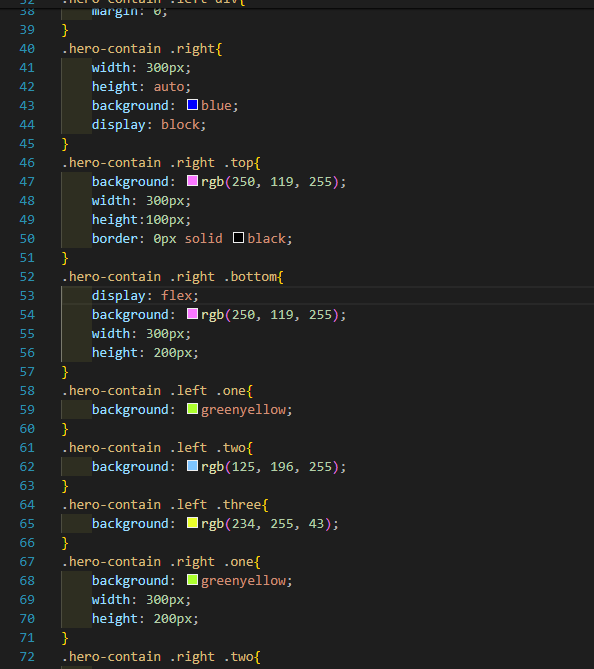 32 .hero-contain .left div{
38 margin: 0;
39 }
40 .hero-contain .right{
41 width: 300px;
42 height: auto;
43 background: blue;
44 display: block;
45 }
46 .hero-contain .right .top{
47 background: rgb(250, 119, 255);
48 width: 300px;
49 height:100px;
50 border: 0px solid black;
51 }
52 .hero-contain .right .bottom{
53 display: flex;
54 background: rgb(250, 119, 255);
55 width: 300px;
56 height: 200px;
57 }
58 .hero-contain .left .one{
59 background: greenyellow;
60 }
61 .hero-contain .left .two{
62 background: rgb(125, 196, 255);
63 }
64 .hero-contain .left .three{
65 background: rgb(234, 255, 43);
66 }
67 .hero-contain .right .one{
68 background: greenyellow;
69 width: 300px;
70 height: 200px;
71 }
72 .hero-contain .right .two{